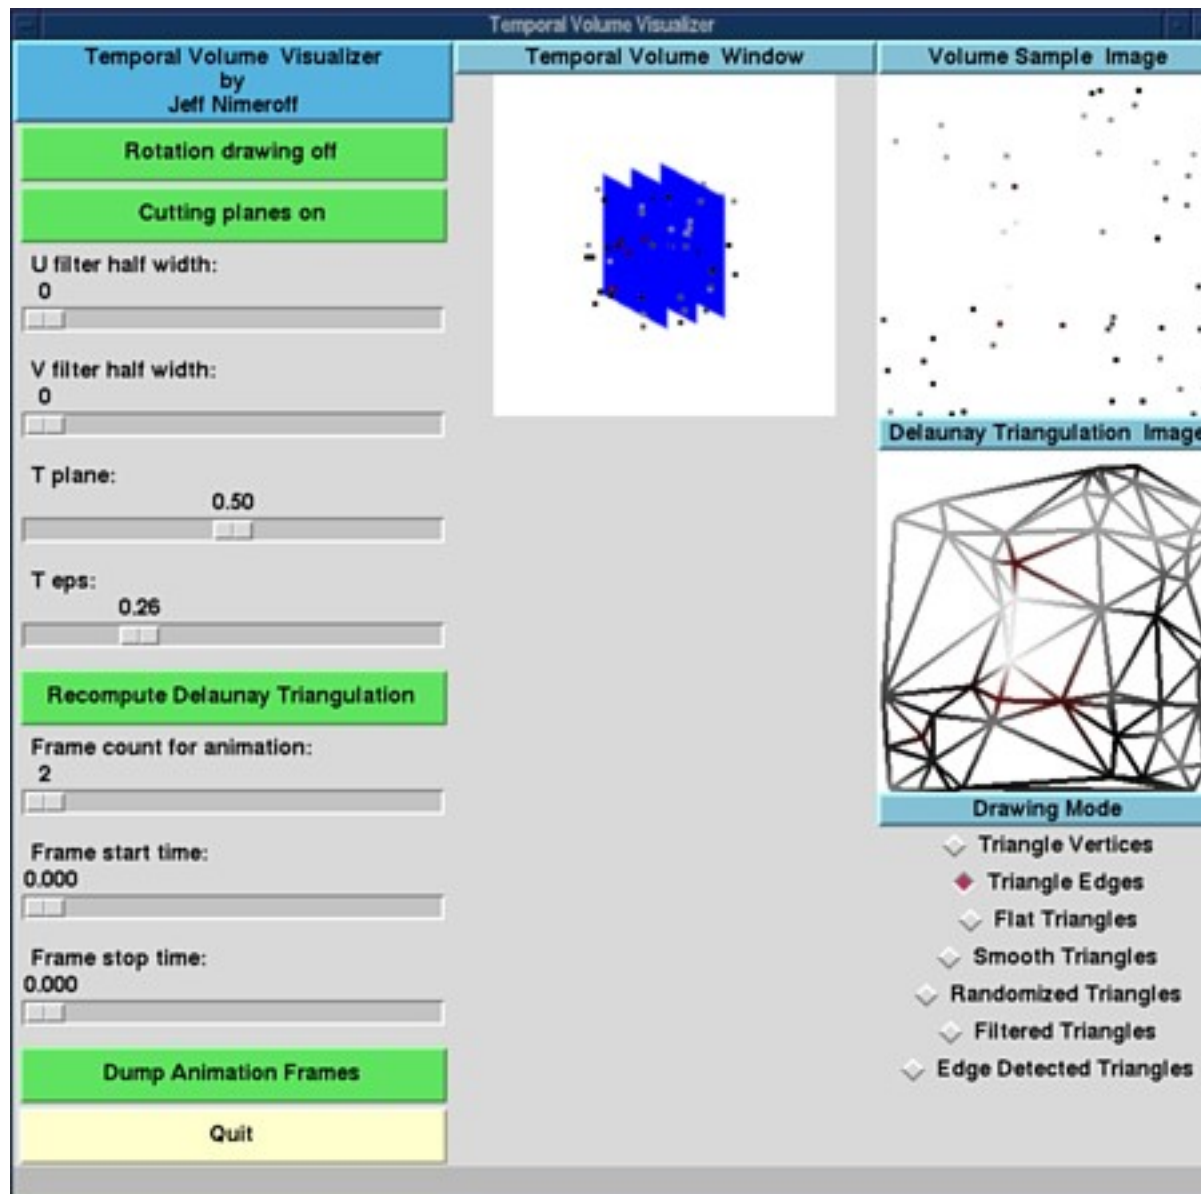 Temporal Volume Visualizer
Temporal Volume Visualizer
by
Jeff Nimeroff
Rotation drawing off
Cutting planes on
U filter half width:
0
V filter half width:
0
T plane:
0.50
T eps:
0.26
Recompute Delaunay Triangulation
Frame count for animation:
2
Frame start time:
0.000
Frame stop time:
0.000
Dump Animation Frames
Quit
Temporal Volume Window
Volume Sample Image
Delaunay Triangulation Image
Drawing Mode
Triangle Vertices
Triangle Edges
Flat Triangles
Smooth Triangles
Randomized Triangles
Filtered Triangles
Edge Detected Triangles